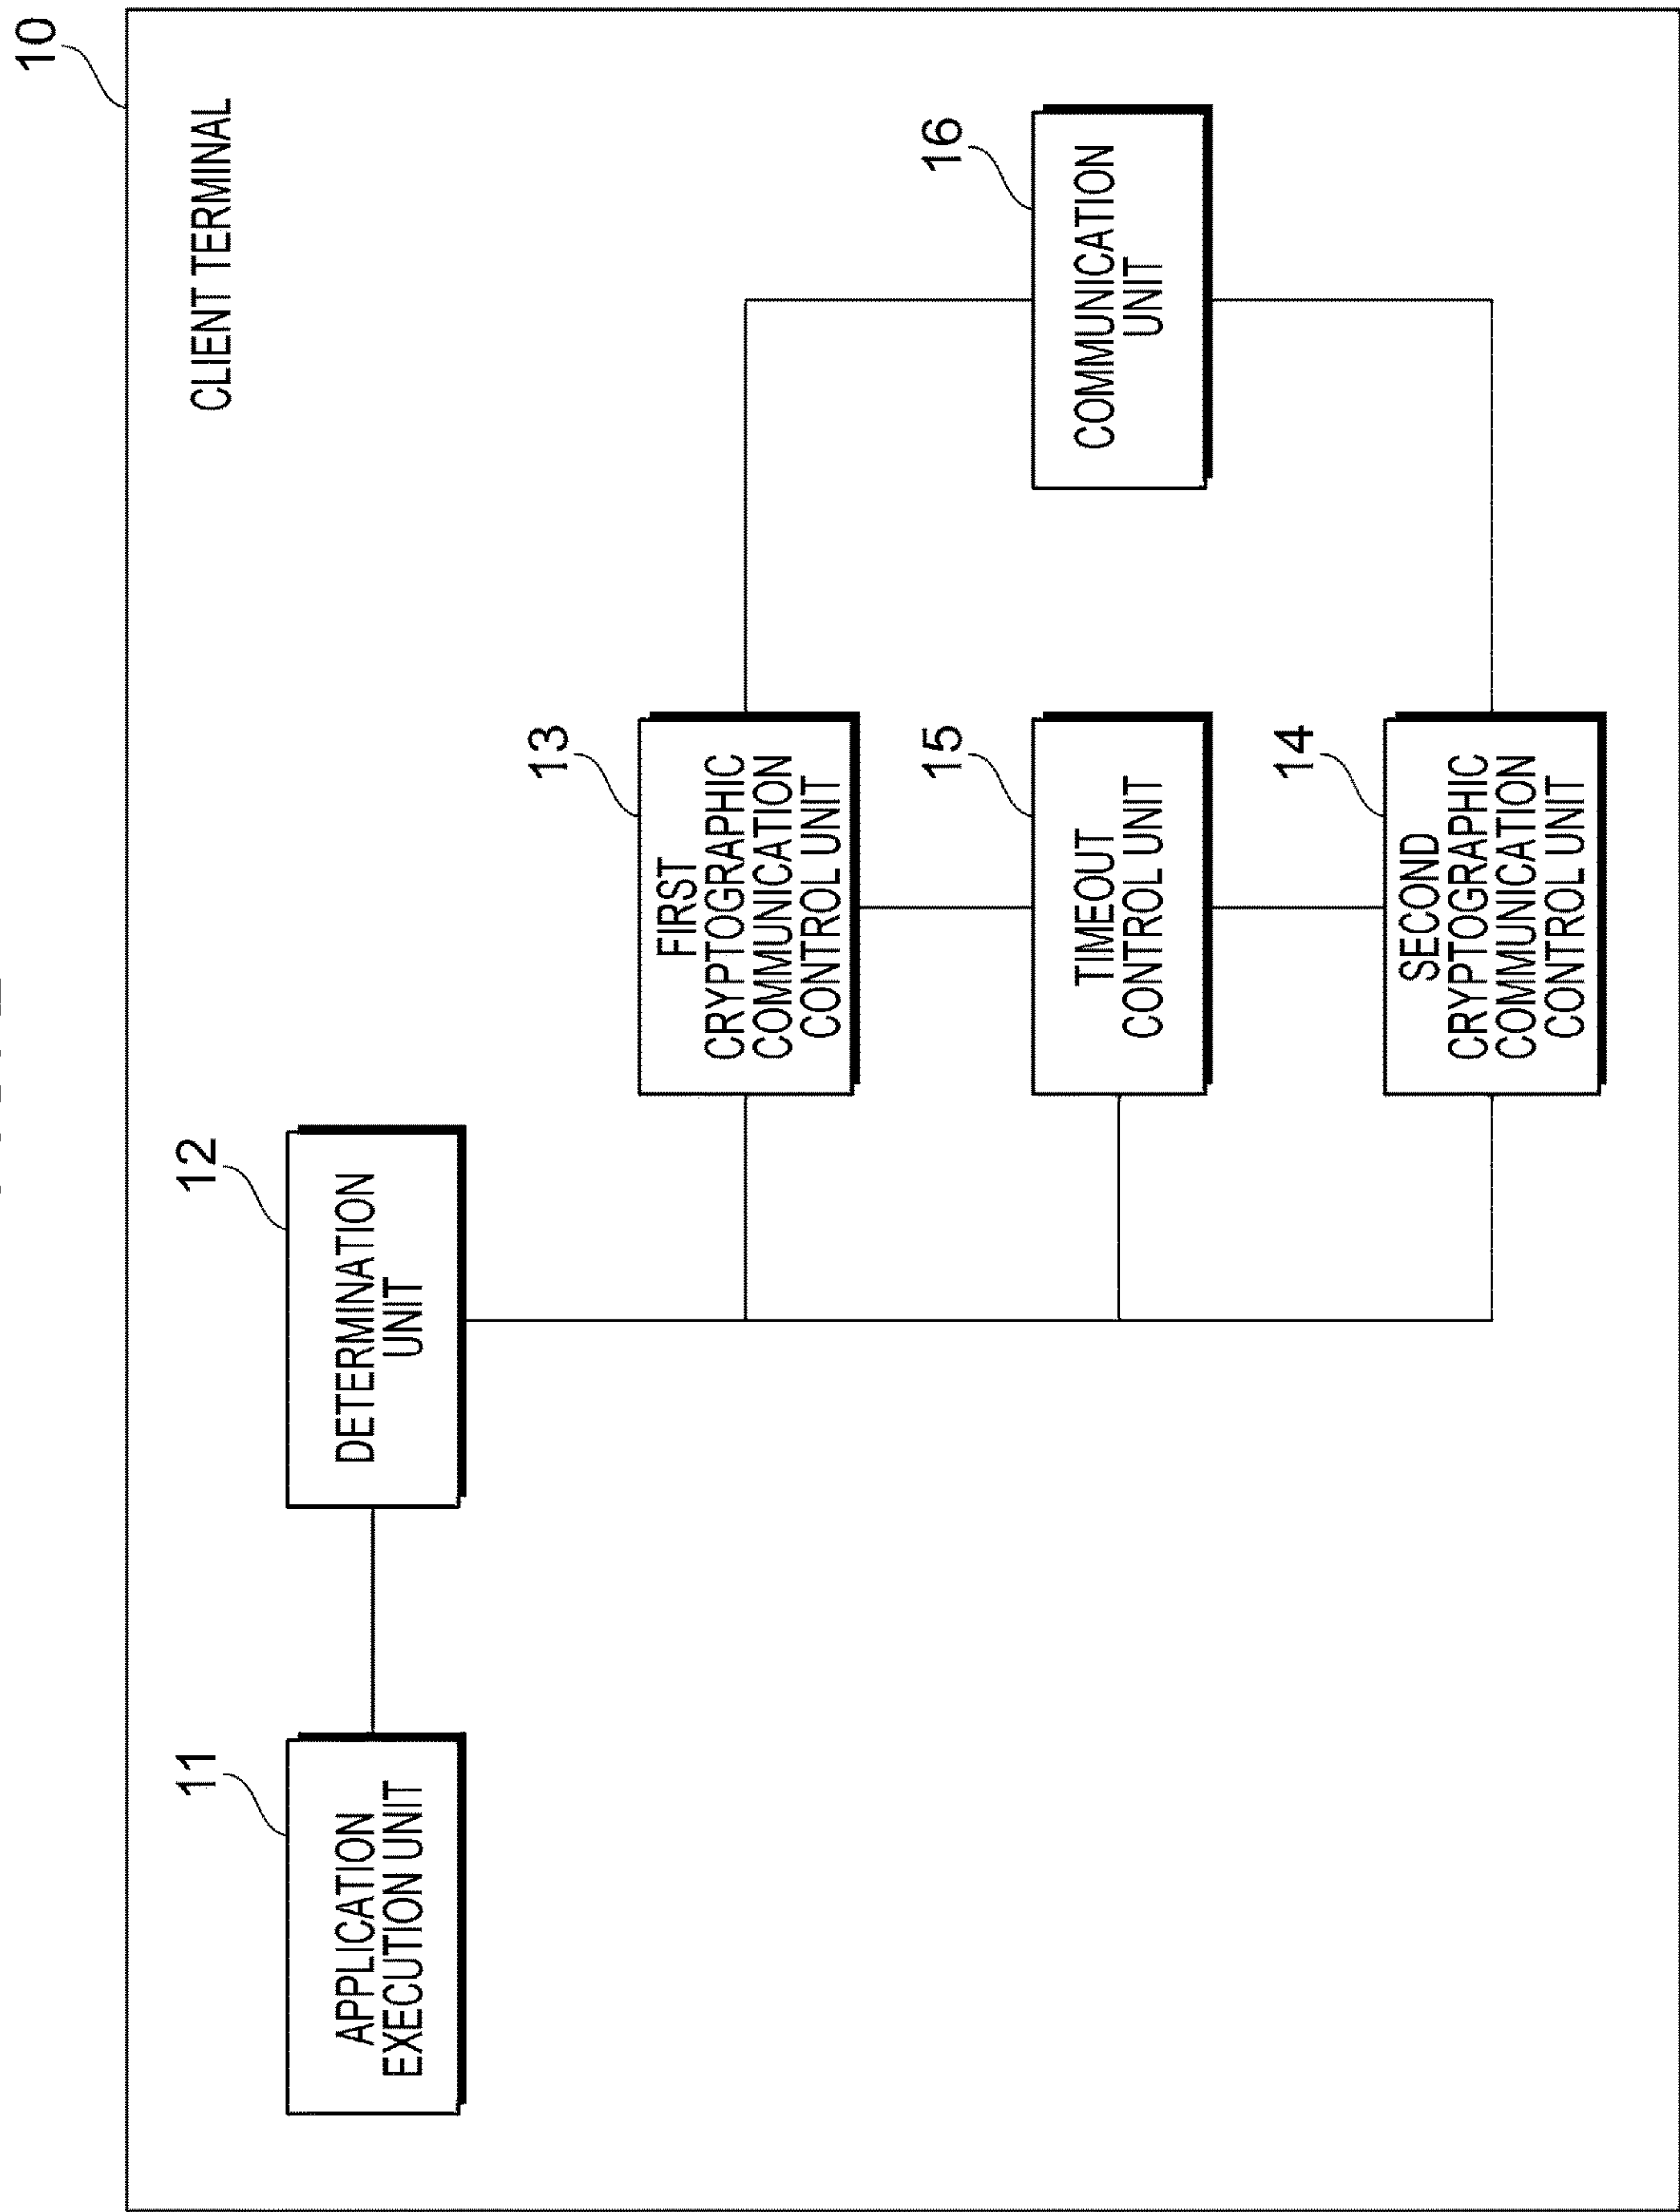 10
CLIENT TERMINAL
11
APPLICATION
EXECUTION UNIT
12
DETERMINATION
UNIT
13
FIRST
CRYPTOGRAPHIC
COMMUNICATION
CONTROL UNIT
15
TIMEOUT
CONTROL UNIT
14
SECOND
CRYPTOGRAPHIC
COMMUNICATION
CONTROL UNIT
16
COMMUNICATION
UNIT